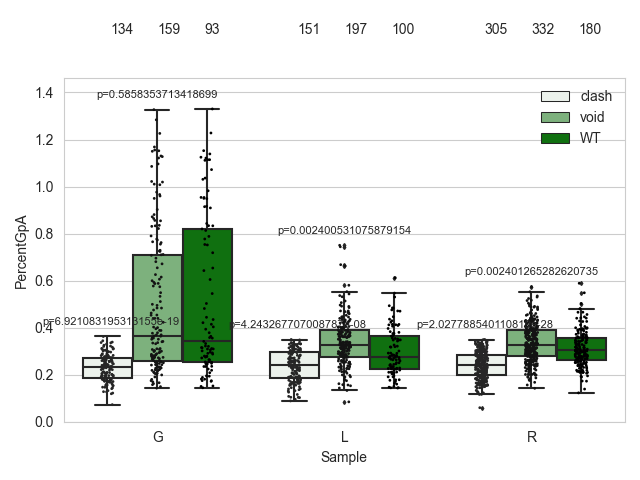 134 159 93 151 197 100 305 332 180
1.4
1.2
1.0
0.8
0.6
0.4
0.2
0.0
PercentGpA
p=0.5858353713418699
p=0.002400531075879154
p=0.002401265282620735
clash
void
WT
G L R
Sample